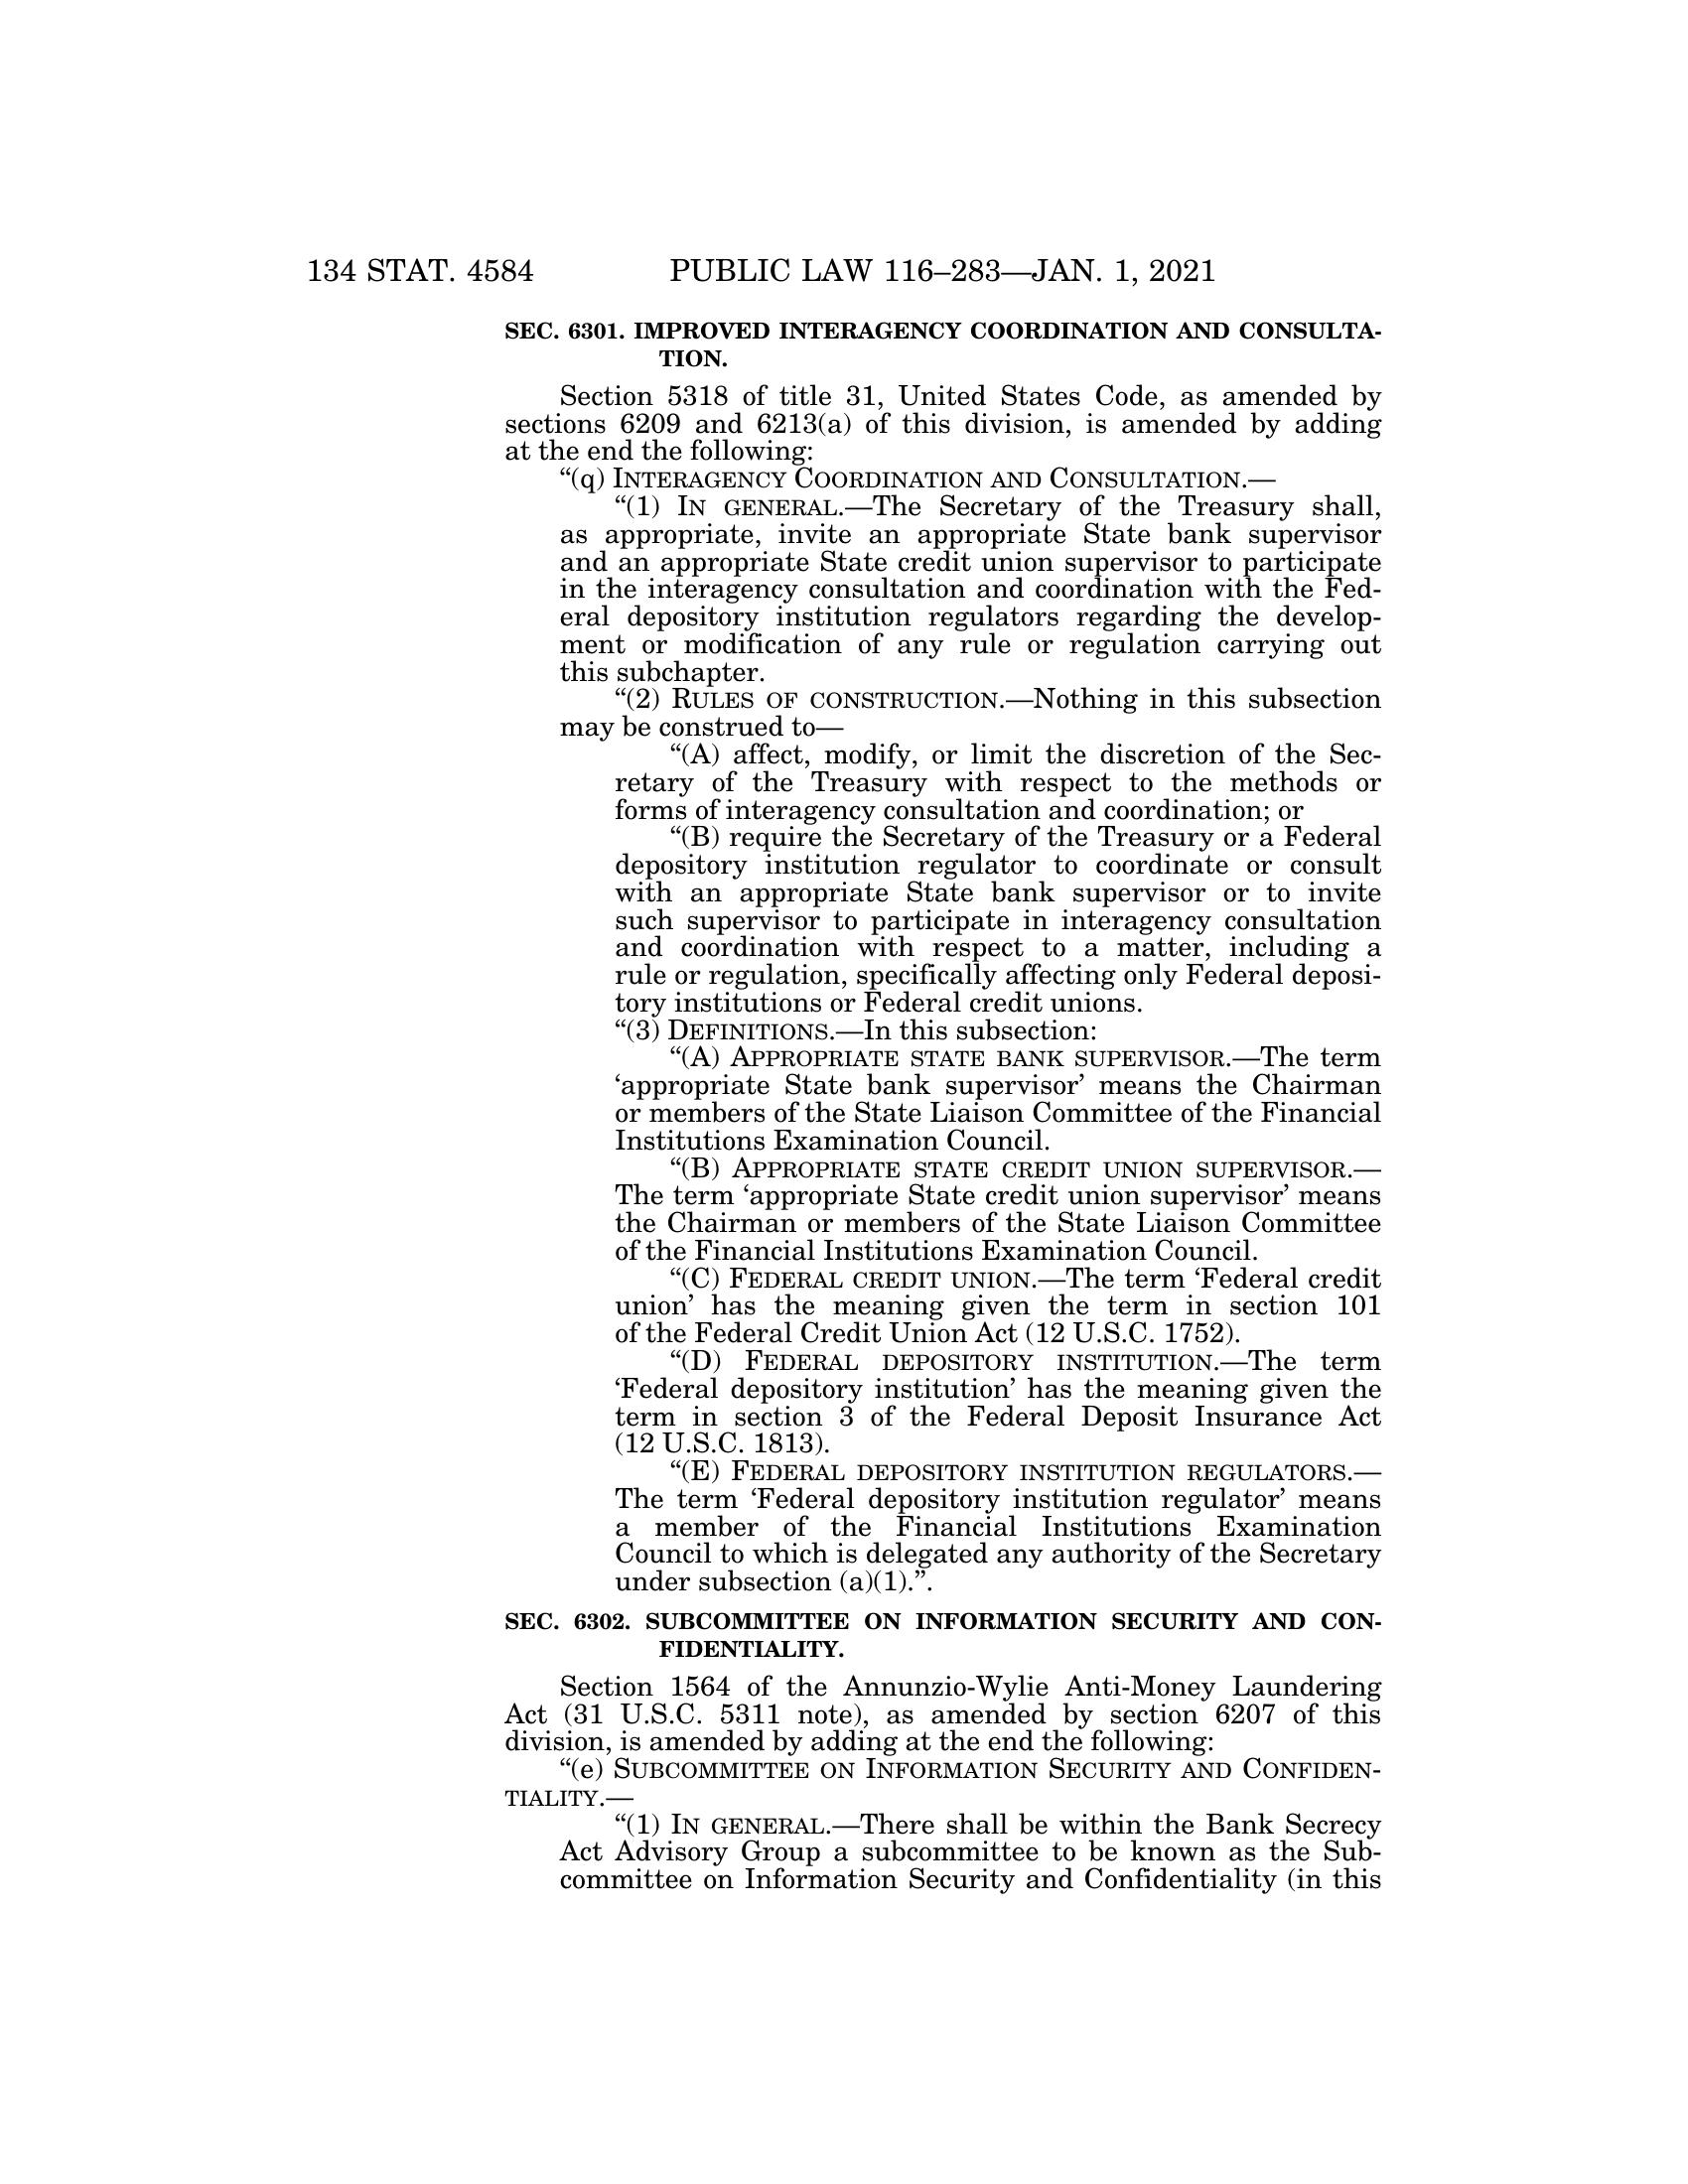 134 STAT. 4584 PUBLIC LAW 116–283—JAN. 1, 2021
SEC. 6301. IMPROVED INTERAGENCY COORDINATION AND CONSULTA-
TION.
Section 5318 of title 31, United States Code, as amended by
sections 6209 and 6213(a) of this division, is amended by adding
at the end the following:
“(q) INTERAGENCY COORDINATION AND CONSULTATION.—
“(1) IN GENERAL.—The Secretary of the Treasury shall,
as appropriate, invite an appropriate State bank supervisor
and an appropriate State credit union supervisor to participate
in the interagency consultation and coordination with the Fed-
eral depository institution regulators regarding the develop-
ment or modification of any rule or regulation carrying out
this subchapter.
“(2) RULES OF CONSTRUCTION.—Nothing in this subsection
may be construed to—
“(A) affect, modify, or limit the discretion of the Sec-
retary of the Treasury with respect to the methods or
forms of interagency consultation and coordination; or
“(B) require the Secretary of the Treasury or a Federal
depository institution regulator to coordinate or consult
with an appropriate State bank supervisor or to invite
such supervisor to participate in interagency consultation
and coordination with respect to a matter, including a
rule or regulation, specifically affecting only Federal deposi-
tory institutions or Federal credit unions.
“(3) DEFINITIONS.—In this subsection:
“(A) APPROPRIATE STATE BANK SUPERVISOR.—The term
‘appropriate State bank supervisor’ means the Chairman
or members of the State Liaison Committee of the Financial
Institutions Examination Council.
“(B) APPROPRIATE STATE CREDIT UNION SUPERVISOR.—
The term ‘appropriate State credit union supervisor’ means
the Chairman or members of the State Liaison Committee
of the Financial Institutions Examination Council.
“(C) FEDERAL CREDIT UNION.—The term ‘Federal credit
union’ has the meaning given the term in section 101
of the Federal Credit Union Act (12 U.S.C. 1752).
“(D) FEDERAL DEPOSITORY INSTITUTION.—The term
‘Federal depository institution’ has the meaning given the
term in section 3 of the Federal Deposit Insurance Act
(12 U.S.C. 1813).
“(E) FEDERAL DEPOSITORY INSTITUTION REGULATORS.—
The term ‘Federal depository institution regulator’ means
a member of the Financial Institutions Examination
Council to which is delegated any authority of the Secretary
under subsection (a)(1).”.
SEC. 6302. SUBCOMMITTEE ON INFORMATION SECURITY AND CON-
FIDENTIALITY.
Section 1564 of the Annunzio-Wylie Anti-Money Laundering
Act (31 U.S.C. 5311 note), as amended by section 6207 of this
division, is amended by adding at the end the following:
“(e) SUBCOMMITTEE ON INFORMATION SECURITY AND CONFIDEN-
TIALITY.—
“(1) IN GENERAL.—There shall be within the Bank Secrecy
Act Advisory Group a subcommittee to be known as the Sub-
committee on Information Security and Confidentiality (in this